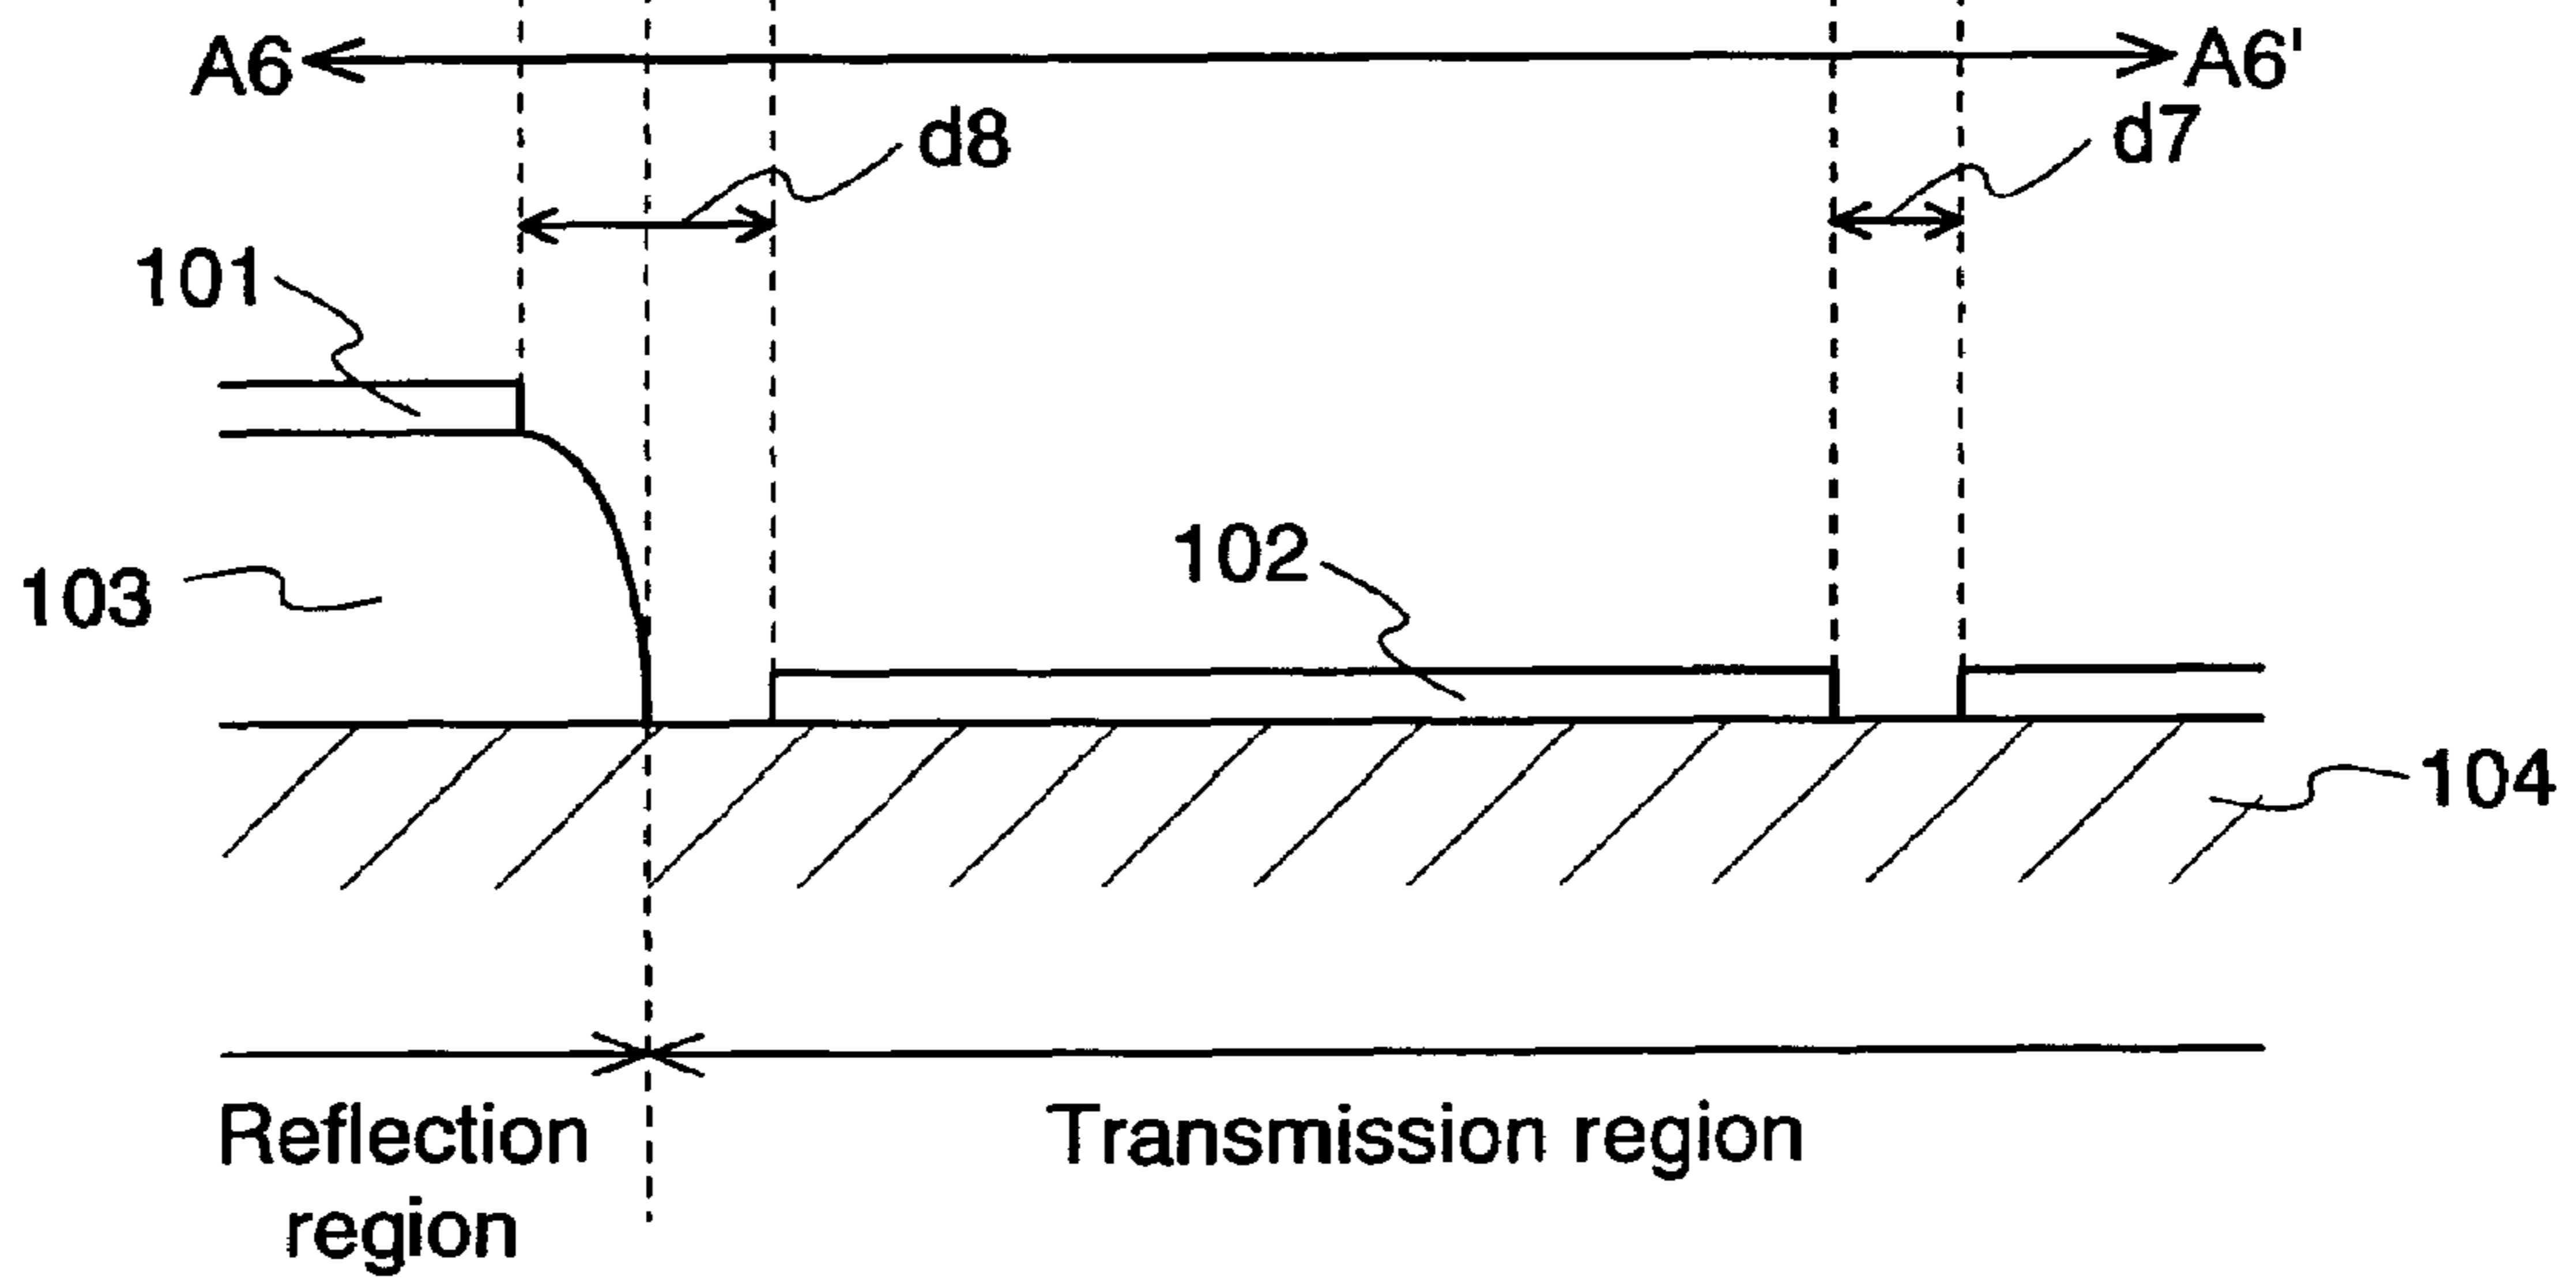 A6
A6'
d8
d7
101
103
102
104
Reflection
region
Transmission region